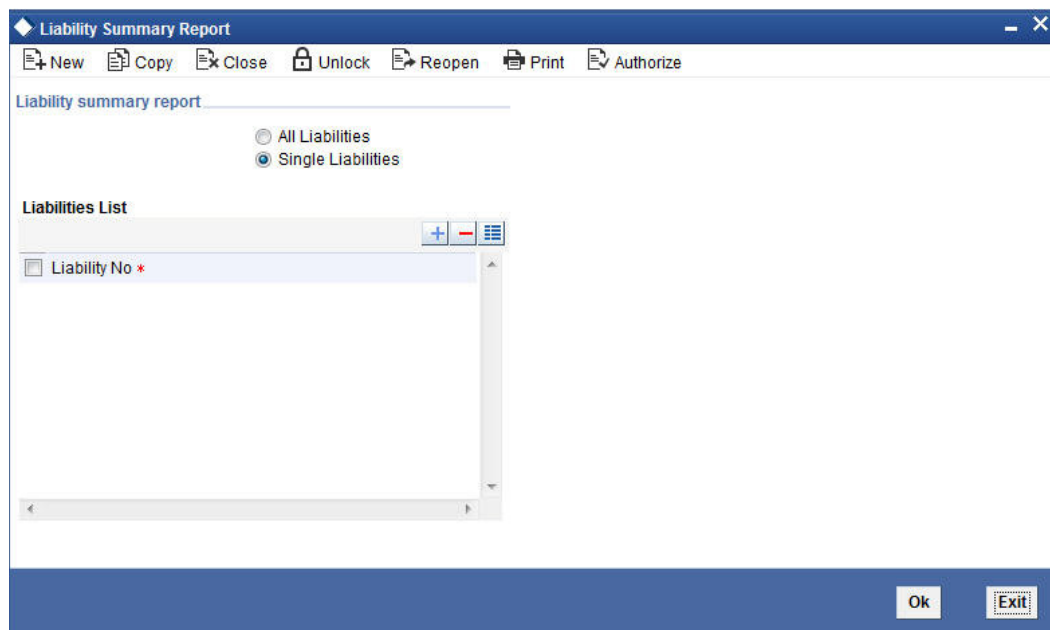 Liability Summary Report
New Copy Close Unlock Reopen Print Authorize
Liability summary report
All Liabilities
Single Liabilities
Liabilities List
Liability No *
Ok Exit